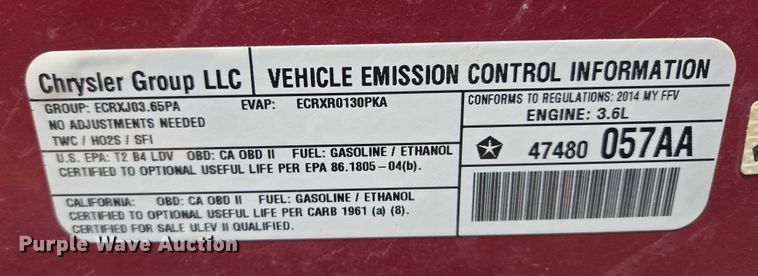 Chrysler Group LLC
VEHICLE EMISSION CONTROL INFORMATION
GROUP: ECRXJ03.65PA EVAP: ECRXR0130PKA
NO ADJUSTMENTS NEEDED
TWC / HO2S / SFI
CONFORMS TO REGULATIONS: 2014 MY FFV
ENGINE: 3.6L
U.S. EPA: T2 B4 LDV OBD: CA OBD II FUEL: GASOLINE / ETHANOL
CERTIFIED TO OPTIONAL USEFUL LIFE PER EPA 86.1805-04(b).
47480 057AA
CALIFORNIA: OBD: CA OBD II FUEL: GASOLINE / ETHANOL
CERTIFIED TO OPTIONAL USEFUL LIFE PER CARB 1961 (a) (8).
CERTIFIED FOR SALE ULEV II QUALIFIED.
Purple Wave Auction